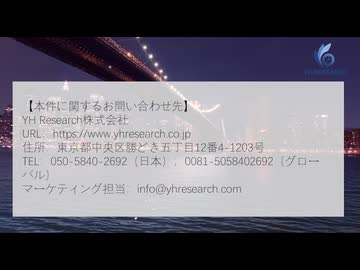 YHRESEARCH
【本件に関するお問い合わせ先】
YH Research株式会社
URL　https://www.yhresearch.co.jp
住所　東京都中央区勝どき五丁目12番4-1203号
TEL　050-5840-2692（日本）, 0081-5058402692（グロー
バル）
マーケティング担当　info@yhresearch.com